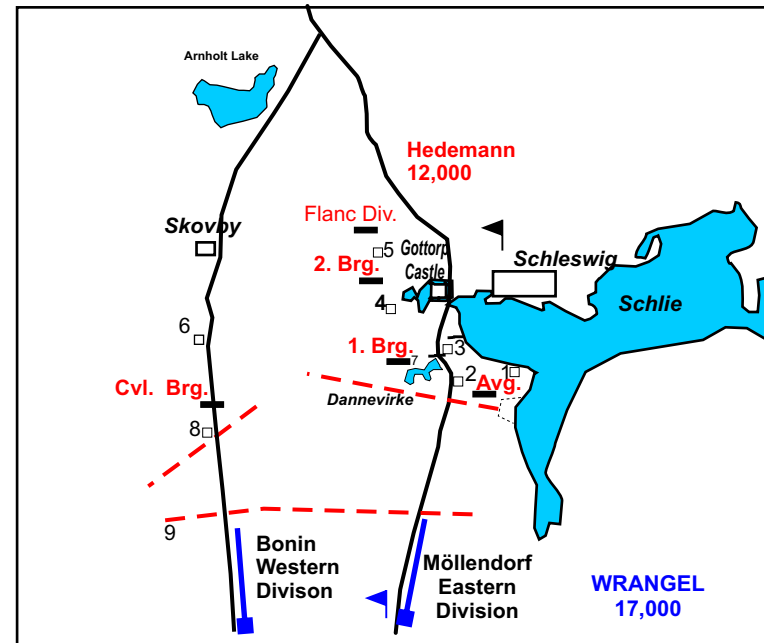 Arnholt Lake
Hedemann
12,000
Flanc Div.
Skovby
5
Gottorp
Castle
Schleswig
2. Brg.
4
Schlie
6
3
1. Brg.
7
1
2
Avg.
Cvl. Brg.
Dannevirke
8
9
Bonin
Western
Divison
Möllendorf
Eastern
Division
WRANGEL
17,000